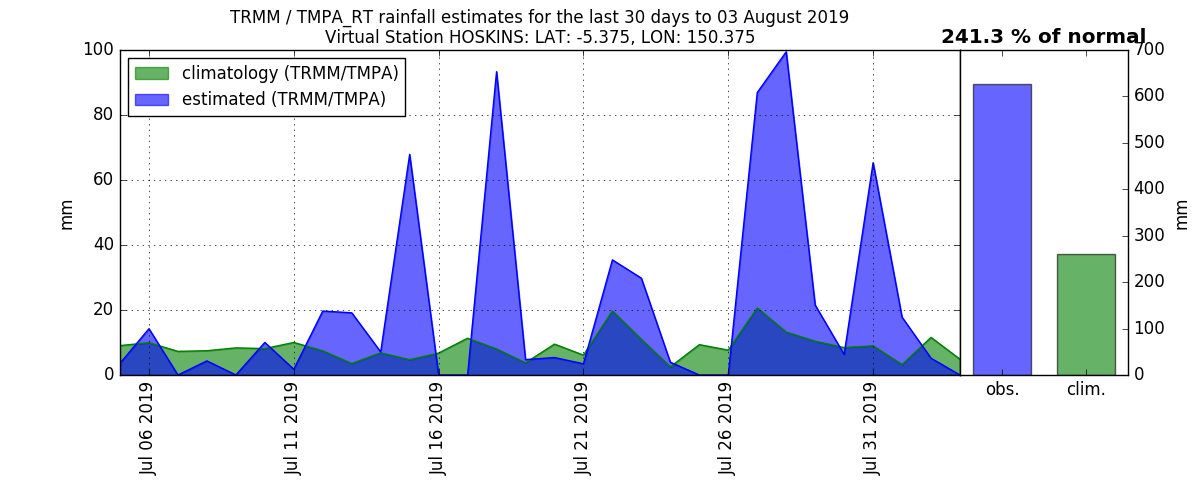 TRMM / TMPA_RT rainfall estimates for the last 30 days to 03 August 2019
Virtual Station HOSKINS: LAT: -5.375, LON: 150.375
241.3 % of normal
climatology (TRMM/TMPA)
estimated (TRMM/TMPA)
100
80
60
40
20
0
mm
Jul 06 2019
Jul 11 2019
Jul 16 2019
Jul 21 2019
Jul 26 2019
Jul 31 2019
700
600
500
400
300
200
100
0
mm
obs.
clim.